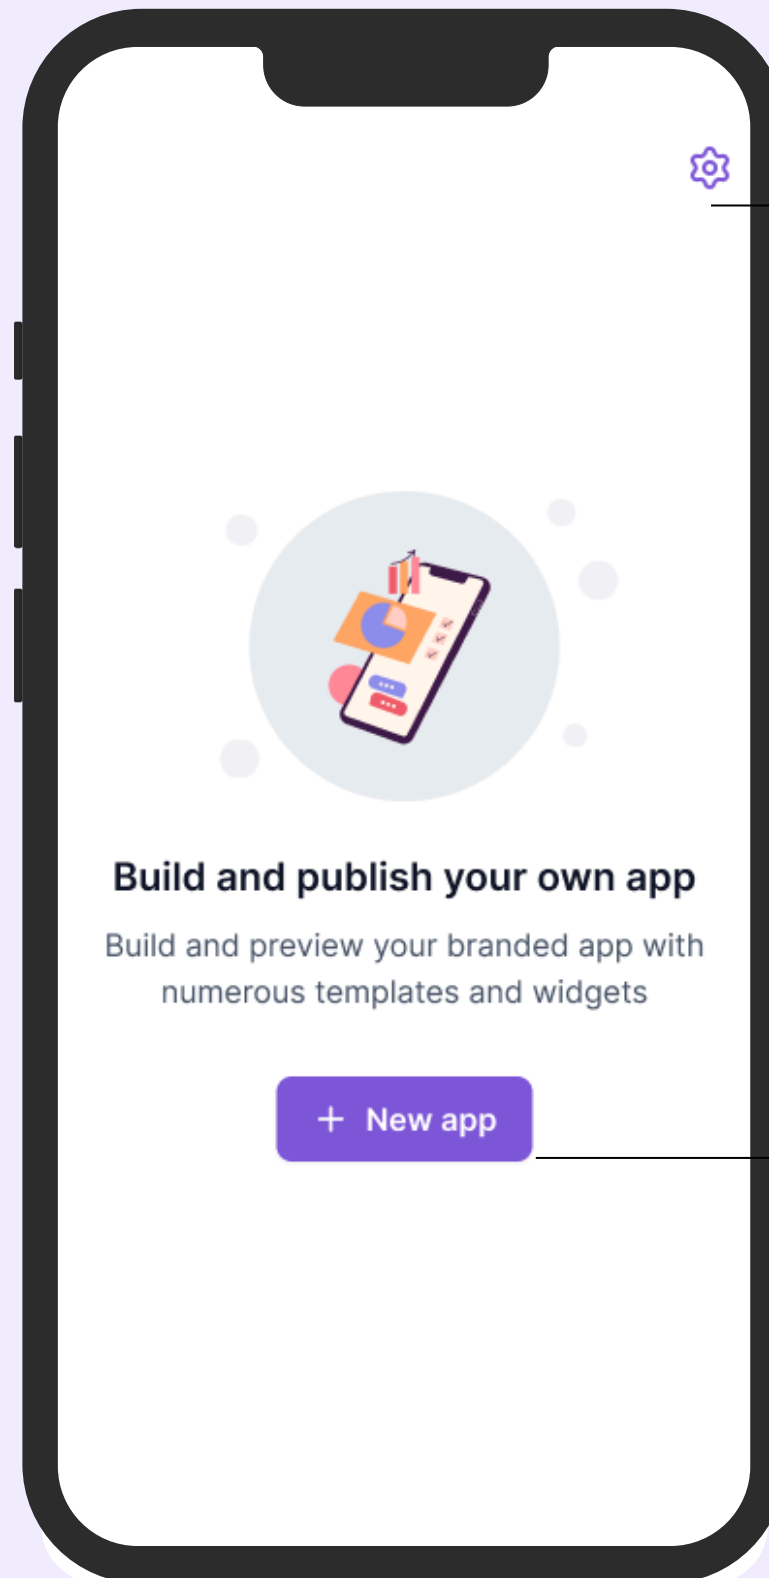 Build and publish your own app
Build and preview your branded app with
numerous templates and widgets
+ New app